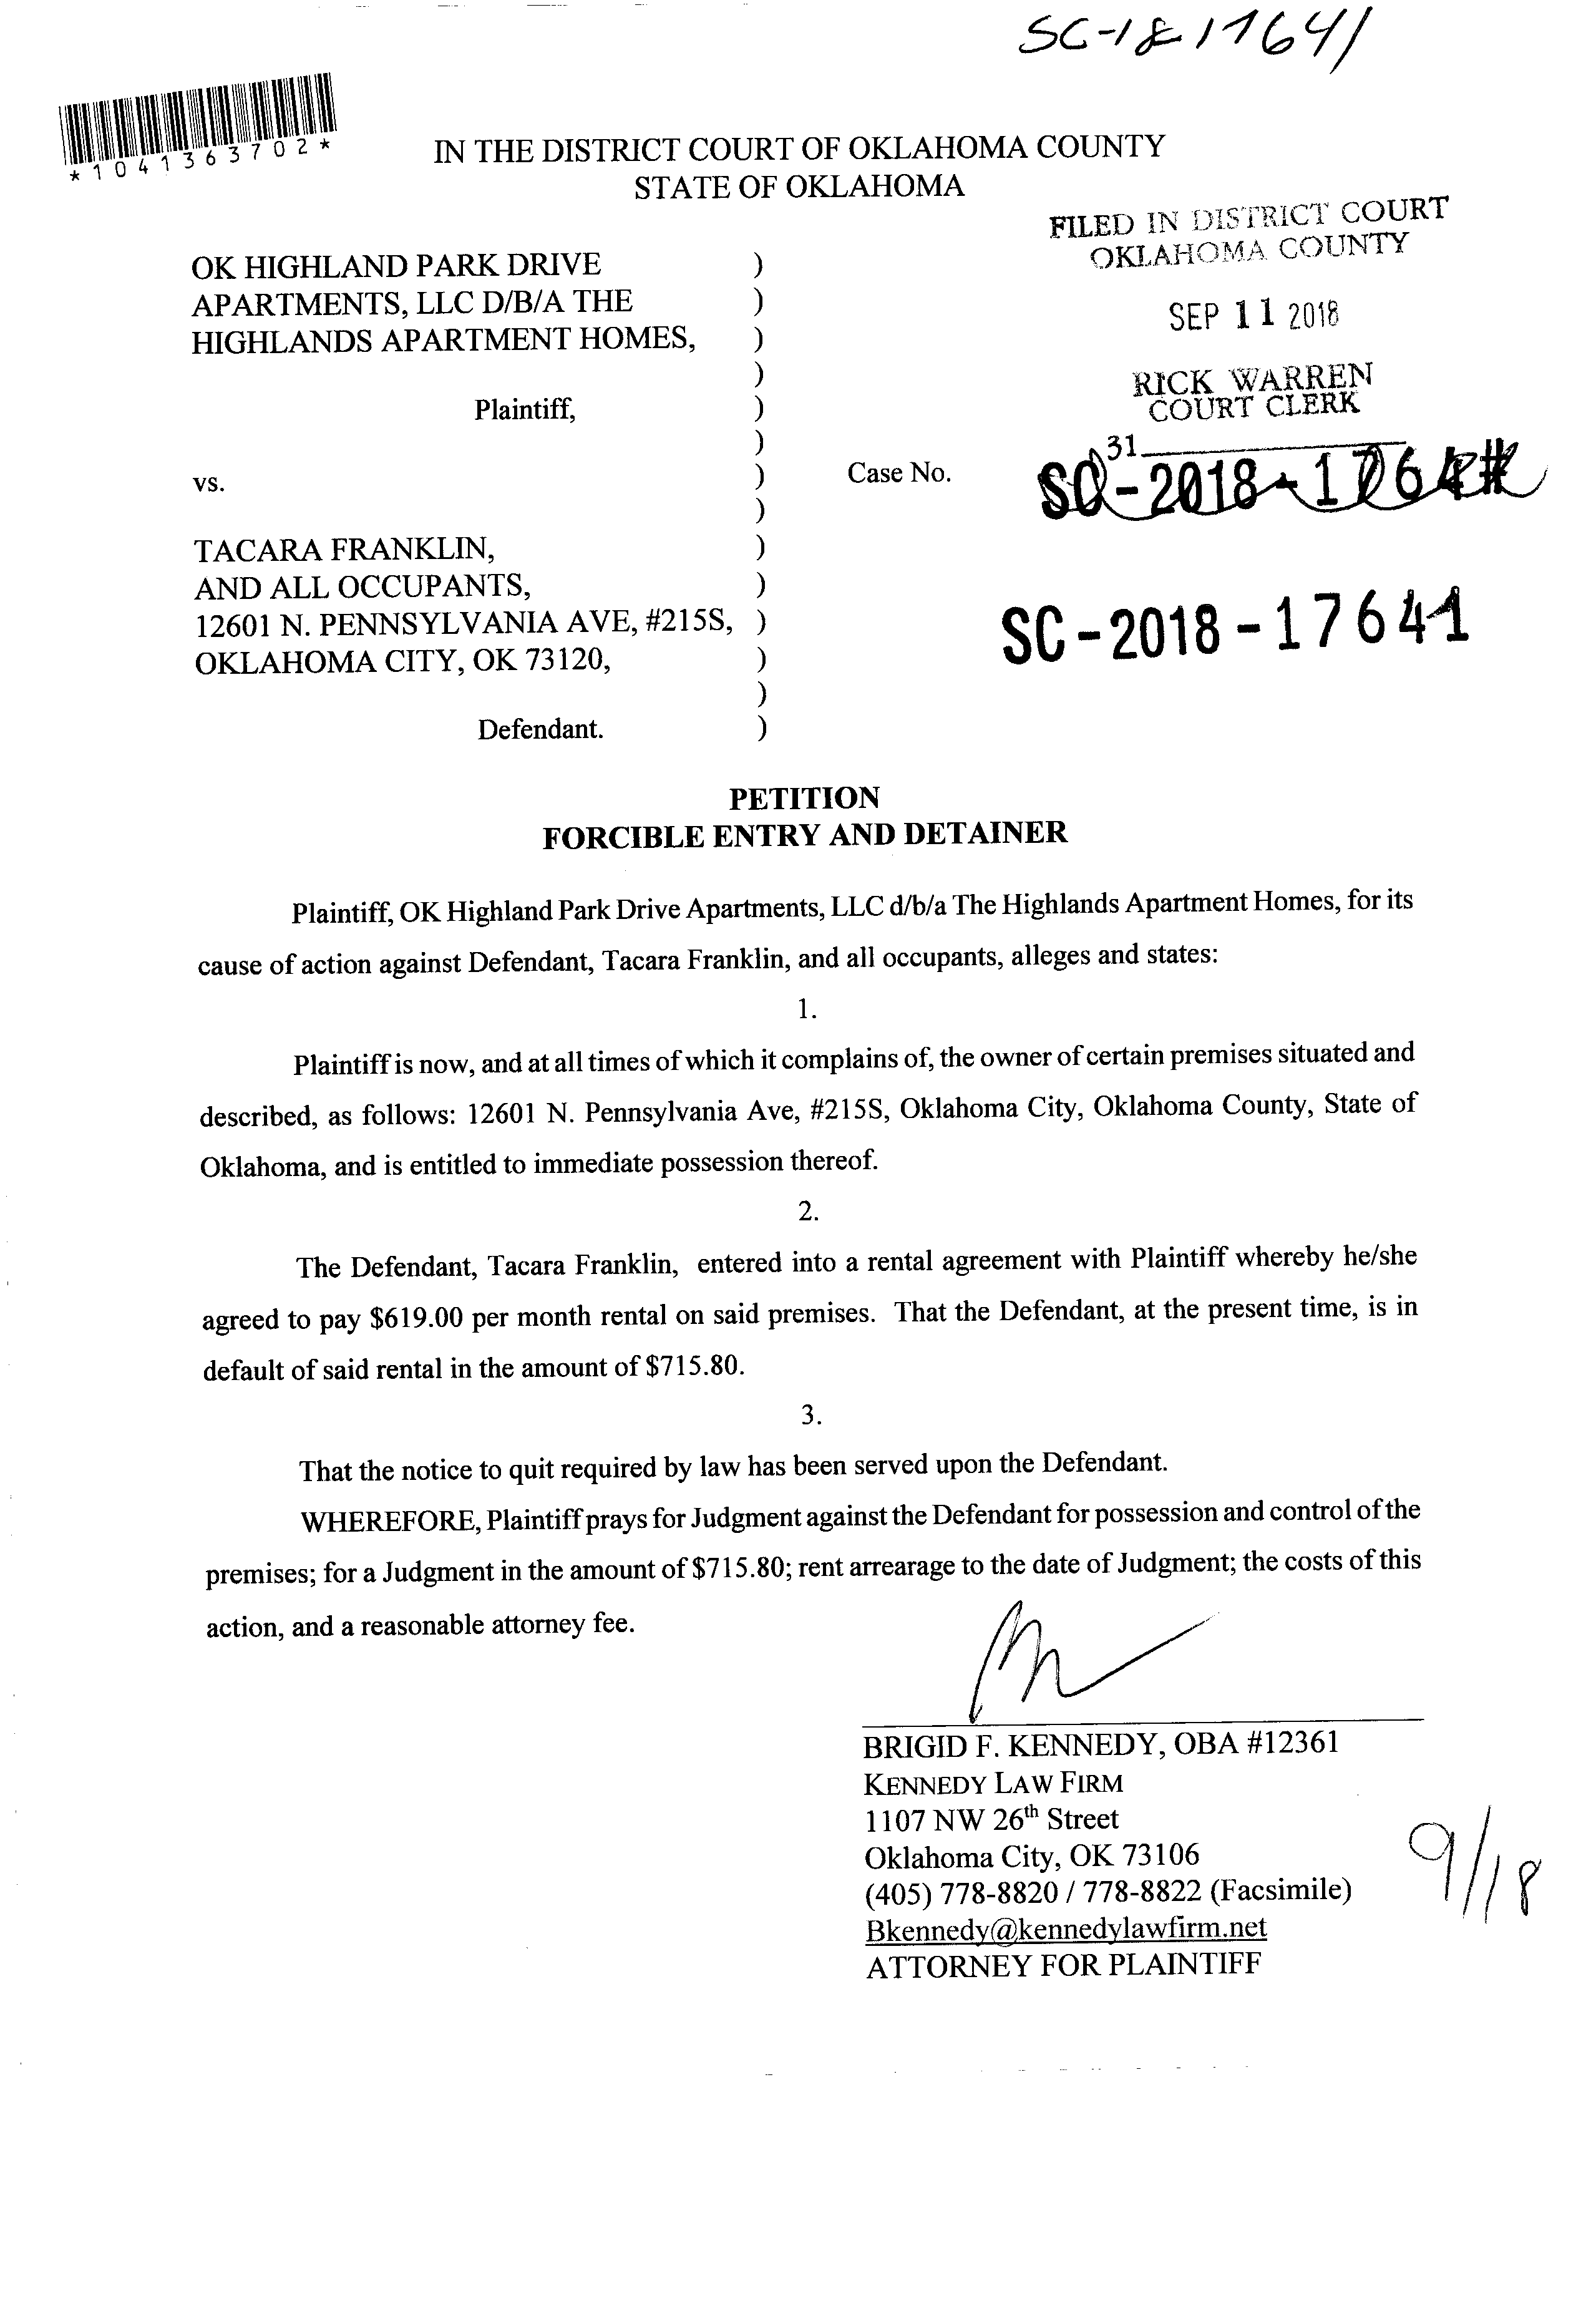 SC-18 17641
*1041363702*
IN THE DISTRICT COURT OF OKLAHOMA COUNTY
STATE OF OKLAHOMA
FILED IN DISTRICT COURT
OKLAHOMA COUNTY
SEP 11 2018
RICK WARREN
COURT CLERK
31
OK HIGHLAND PARK DRIVE )
APARTMENTS, LLC D/B/A THE )
HIGHLANDS APARTMENT HOMES, )
)
Plaintiff, )
)
vs. ) Case No.
)
TACARA FRANKLIN, )
AND ALL OCCUPANTS, )
12601 N. PENNSYLVANIA AVE, #215S, )
OKLAHOMA CITY, OK 73120, )
)
Defendant. )
SC-2018-17641
PETITION
FORCIBLE ENTRY AND DETAINER
Plaintiff, OK Highland Park Drive Apartments, LLC d/b/a The Highlands Apartment Homes, for its
cause of action against Defendant, Tacara Franklin, and all occupants, alleges and states:
1.
Plaintiff is now, and at all times of which it complains of, the owner of certain premises situated and
described, as follows: 12601 N. Pennsylvania Ave, #215S, Oklahoma City, Oklahoma County, State of
Oklahoma, and is entitled to immediate possession thereof.
2.
The Defendant, Tacara Franklin, entered into a rental agreement with Plaintiff whereby he/she
agreed to pay $619.00 per month rental on said premises. That the Defendant, at the present time, is in
default of said rental in the amount of $715.80.
3.
That the notice to quit required by law has been served upon the Defendant.
WHEREFORE, Plaintiff prays for Judgment against the Defendant for possession and control of the
premises; for a Judgment in the amount of $715.80; rent arrearage to the date of Judgment; the costs of this
action, and a reasonable attorney fee.
BRIGID F. KENNEDY, OBA #12361
KENNEDY LAW FIRM
1107 NW 26th Street
Oklahoma City, OK 73106
(405) 778-8820 / 778-8822 (Facsimile)
Bkennedy@kennedylawfirm.net
ATTORNEY FOR PLAINTIFF
9/18